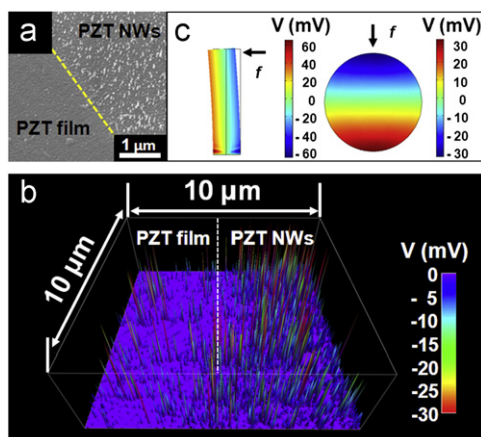 a
PZT NWs
PZT film
1 μm
c
V (mV)
f
60
40
20
0
-20
-40
-60
f
V (mV)
30
20
10
0
-10
-20
-30
b
10 μm
10 μm
PZT film
PZT NWs
V (mV)
0
- 5
- 10
- 15
- 20
- 25
- 30